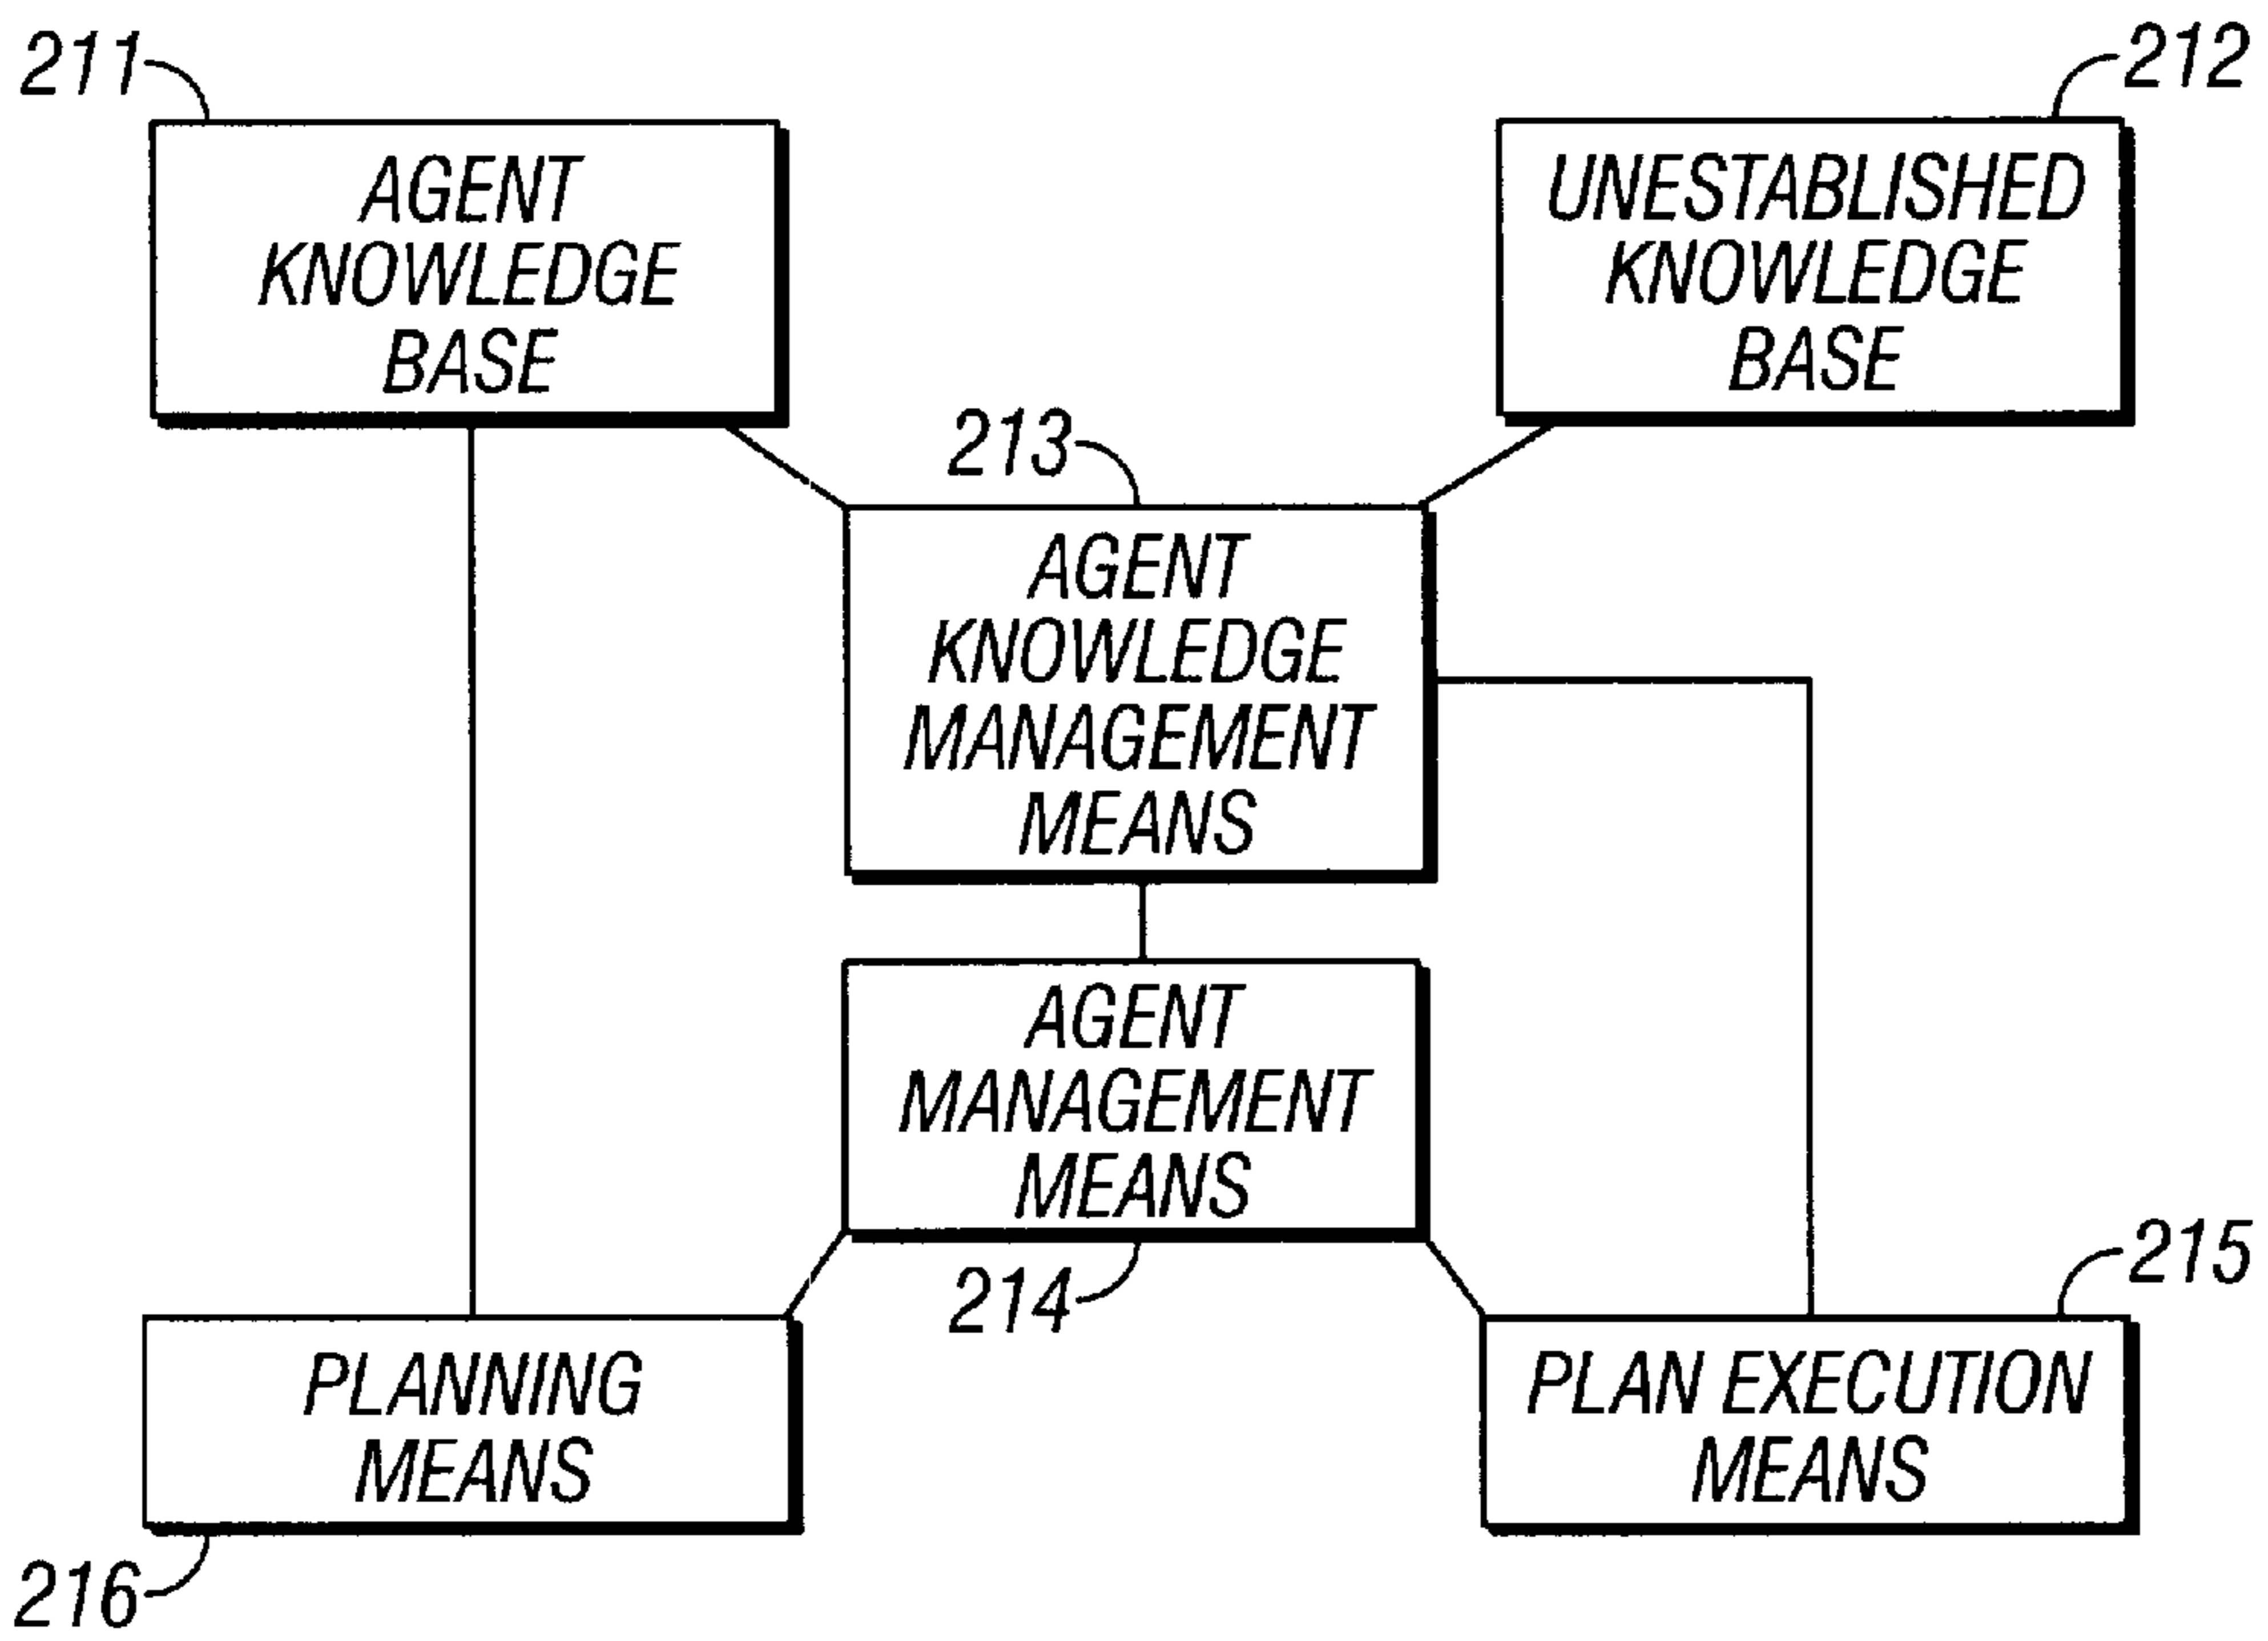 211
AGENT
KNOWLEDGE
BASE
212
UNESTABLISHED
KNOWLEDGE
BASE
213
AGENT
KNOWLEDGE
MANAGEMENT
MEANS
AGENT
MANAGEMENT
MEANS
214
215
PLANNING
MEANS
216
PLAN EXECUTION
MEANS